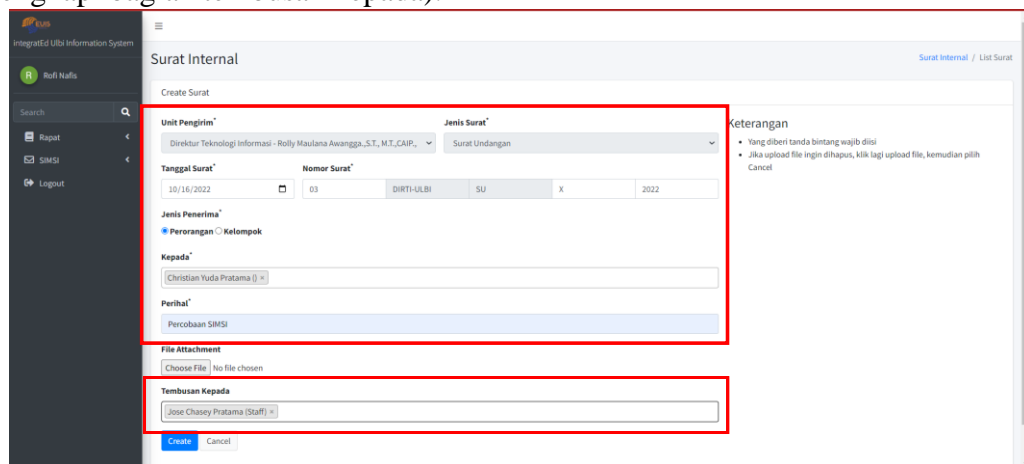 EUIS
integratEd Ulbi Information System
R Rofi Nafis
Search
Rapat
SIMSI
Logout
Surat Internal
Surat Internal / List Surat
Create Surat
Unit Pengirim* Jenis Surat*
Direktur Teknologi Informasi - Rolly Maulana Awangga.,S.T., M.T.,CAIP., Surat Undangan
Tanggal Surat* Nomor Surat*
10/16/2022 03 DIRTI-ULBI SU X 2022
Jenis Penerima*
Perorangan Kelompok
Kepada*
Christian Yuda Pratama () ×
Perihal*
Percobaan SIMSI
File Attachment
Choose File No file chosen
Tembusan Kepada
Jose Chasey Pratama (Staff) ×
Create Cancel
Keterangan
Yang diberi tanda bintang wajib diisi
Jika upload file ingin dihapus, klik lagi upload file, kemudian pilih
Cancel